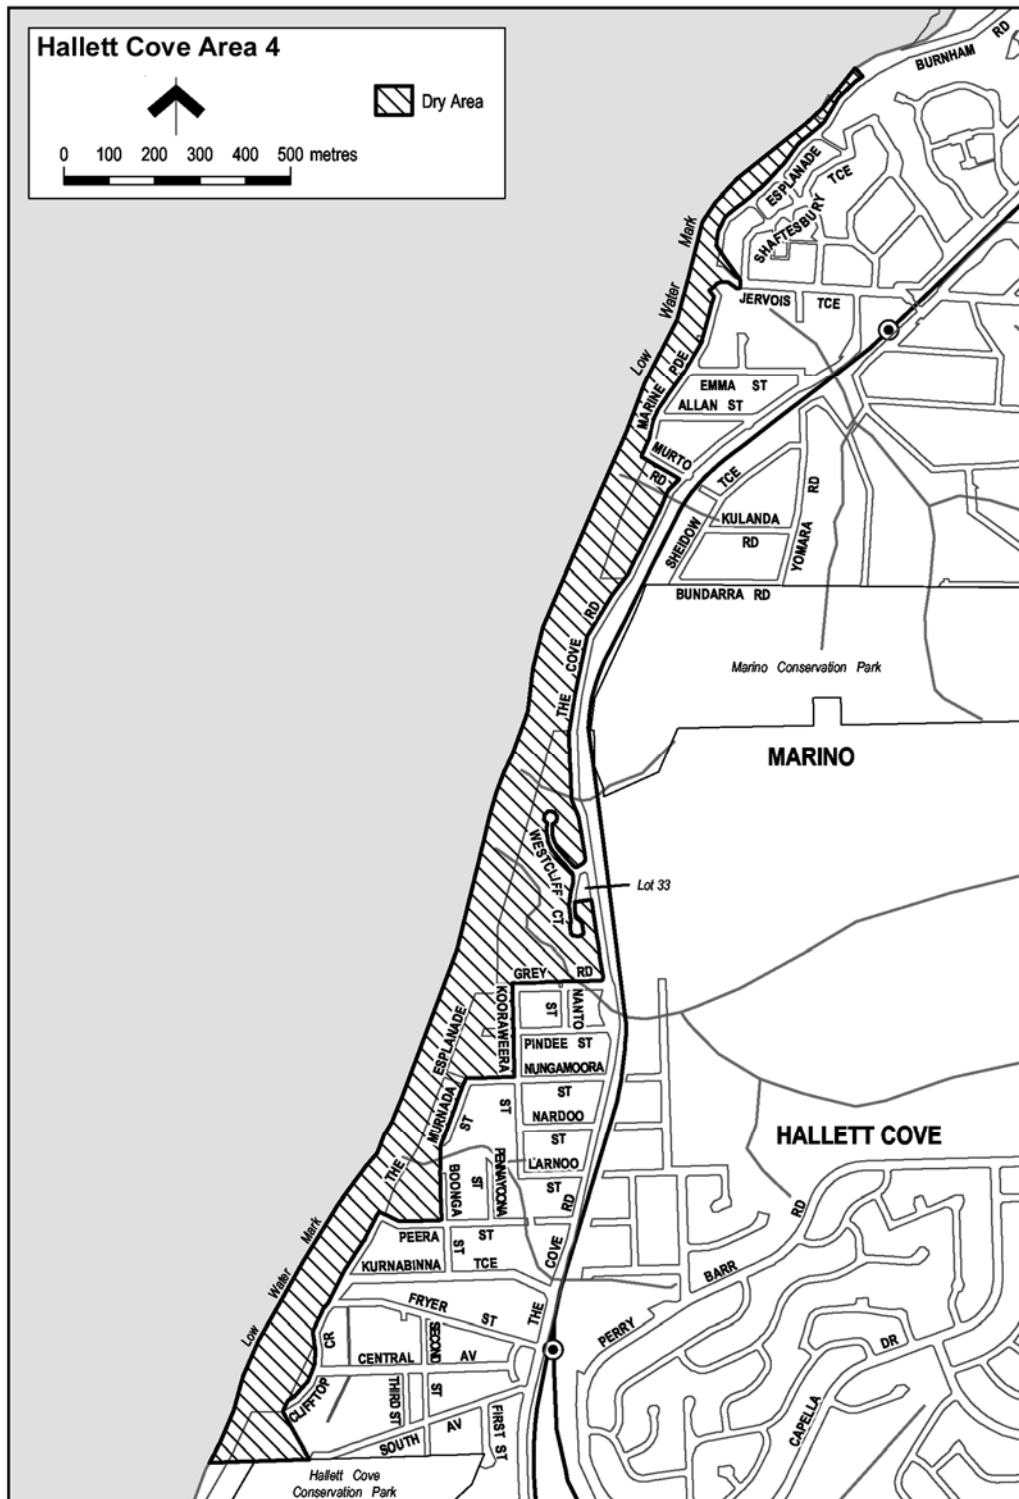 Hallett Cove Area 4
Dry Area
0 100 200 300 400 500 metres
BURNHAM RD
ESPLANADE
TCE
SHAFTESBURY
Low Water Mark
JERVOIS TCE
MARINE PDE
EMMA ST
ALLAN ST
MURTO RD
SHEIDOW TCE
KULANDA RD
YOMARA RD
BUNDARRA RD
THE COVE RD
Marino Conservation Park
MARINO
WESTCLIFF CT
Lot 33
GREY RD
KOORAWEERA ST
ST
NANTO
PINDEE ST
NUNGAMOORA ST
THE ESPLANADE
MURNADA ST
NARDOO ST
LARNOO ST
PENNAYOONA ST
BOONGA ST
HALLETT COVE
PEERA ST
KURNABINNA TCE
THE COVE RD
Low Water Mark
FRYER ST
PERRY BARR RD
CLIFFTOP CR
CENTRAL AV
SECOND ST
THIRD ST
SOUTH AV
FIRST ST
CAPELLA DR
Hallett Cove
Conservation Park